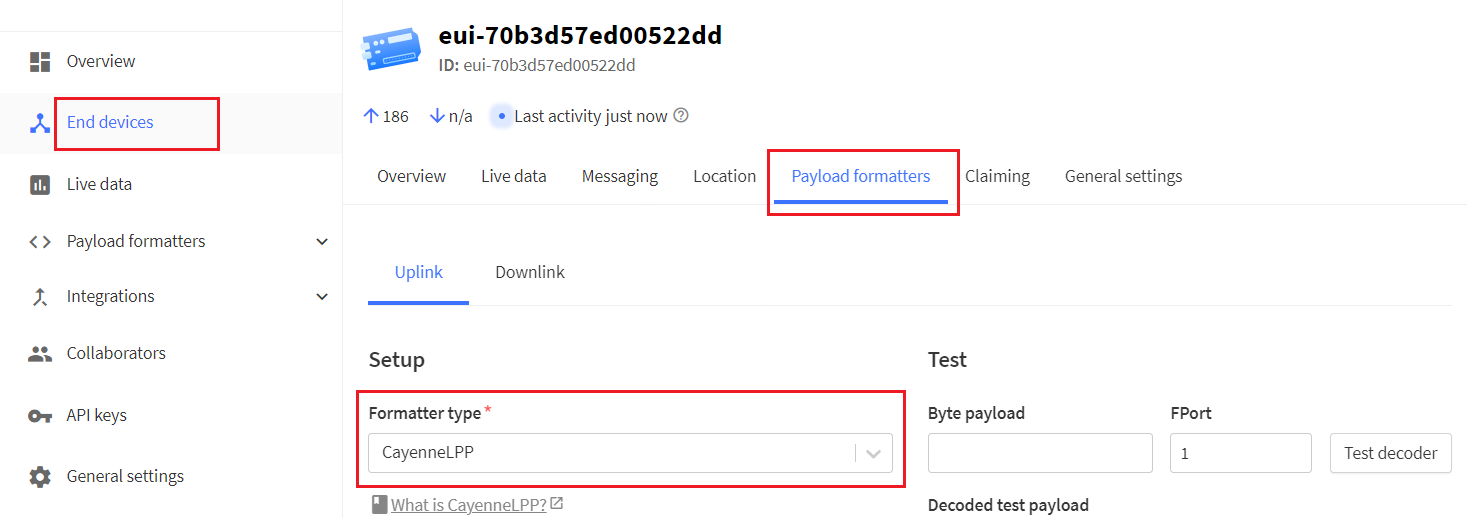 Overview
End devices
Live data
Payload formatters
Integrations
Collaborators
API keys
General settings
eui-70b3d57ed00522dd
ID: eui-70b3d57ed00522dd
186 n/a Last activity just now
Overview Live data Messaging Location Payload formatters Claiming General settings
Uplink Downlink
Setup
Formatter type *
CayenneLPP
What is CayenneLPP?
Test
Byte payload FPort
1 Test decoder
Decoded test payload